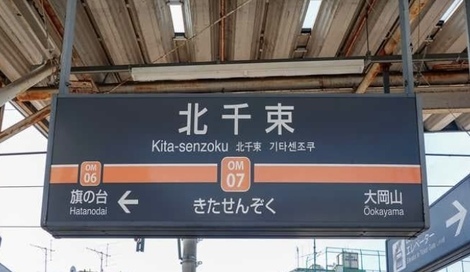 北千束
Kita-senzoku 北千束 기타센조쿠
OM 06
OM 07
旗の台 ←
Hatanodai
きたせんぞく
大岡山
Ōokayama
エレベーター